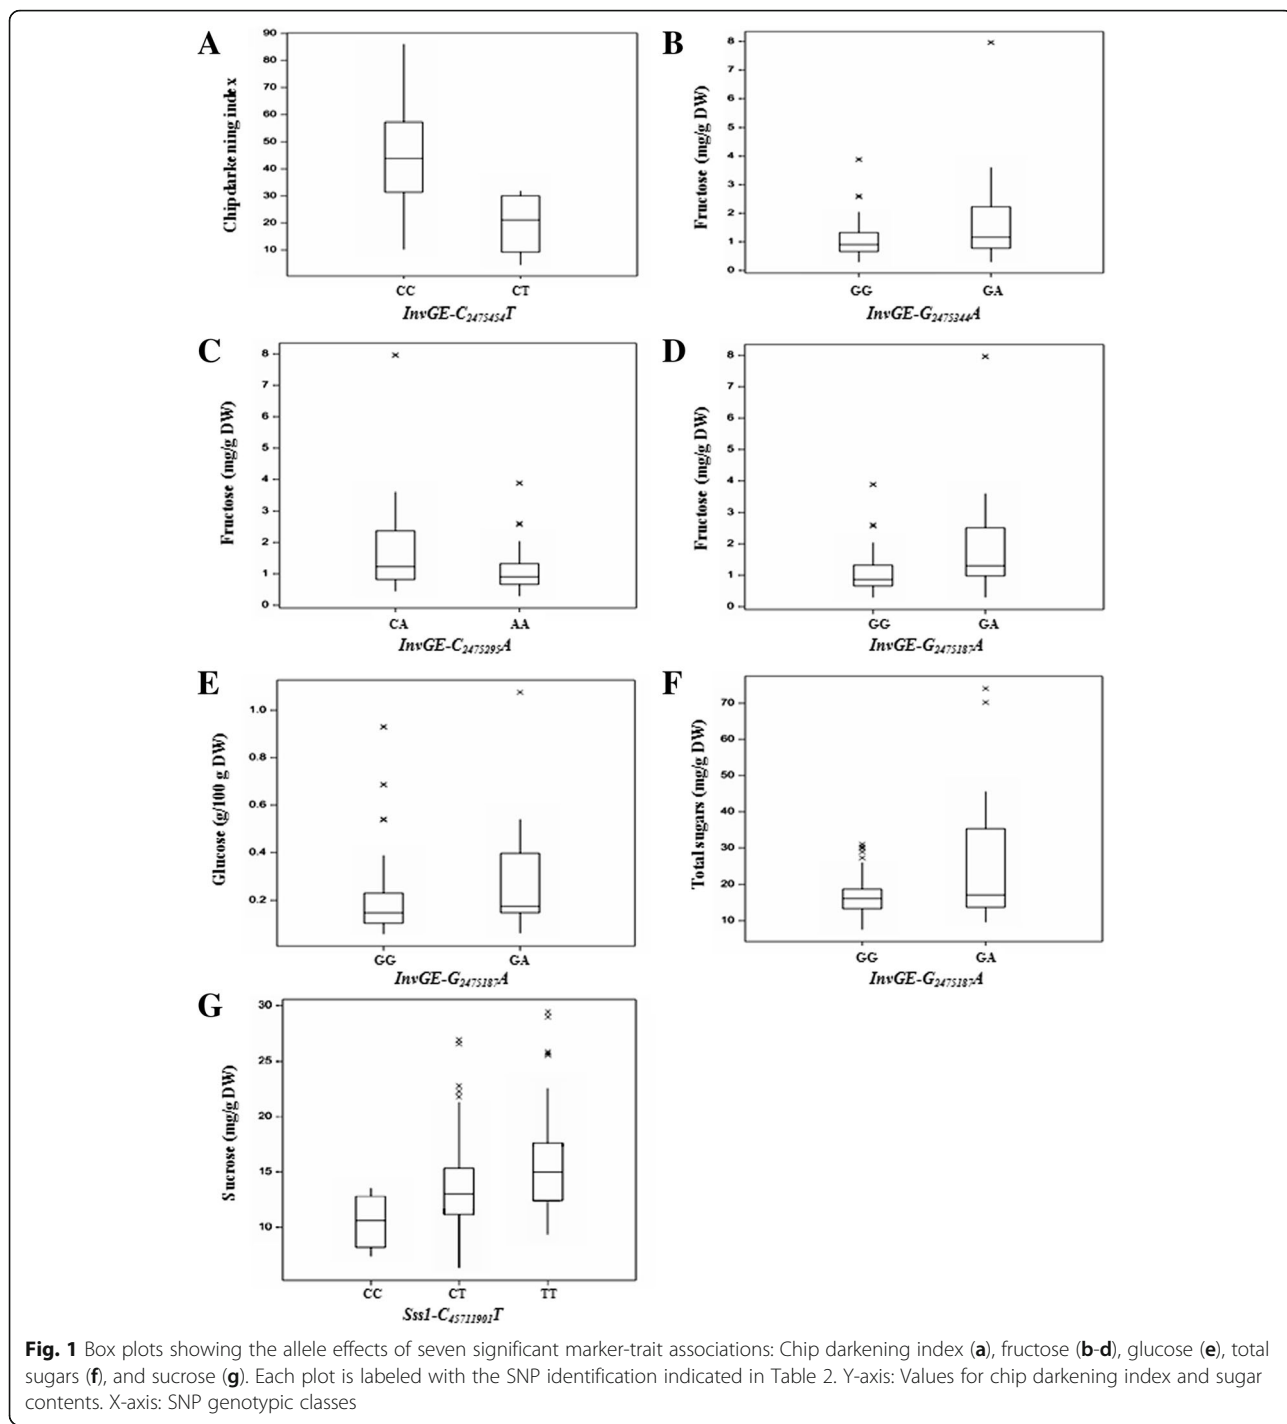 A
90
80
70
60
50
40
30
20
10
Chip darkening index
CC CT
InvGE-C2475454T
B
8
7
6
5
4
3
2
1
0
Fructose (mg/g DW)
GG GA
InvGE-G2475344A
C
8
7
6
5
4
3
2
1
0
Fructose (mg/g DW)
CA AA
InvGE-C2475295A
D
8
7
6
5
4
3
2
1
0
Fructose (mg/g DW)
GG GA
InvGE-G2475187A
E
1.0
0.8
0.6
0.4
0.2
Glucose (g/100 g DW)
GG GA
InvGE-G2475187A
F
70
60
50
40
30
20
10
Total sugars (mg/g DW)
GG GA
InvGE-G2475187A
G
30
25
20
15
10
Sucrose (mg/g DW)
CC CT TT
Sss1-C45711901T
Fig. 1 Box plots showing the allele effects of seven significant marker-trait associations: Chip darkening index (a), fructose (b-d), glucose (e), total
sugars (f), and sucrose (g). Each plot is labeled with the SNP identification indicated in Table 2. Y-axis: Values for chip darkening index and sugar
contents. X-axis: SNP genotypic classes